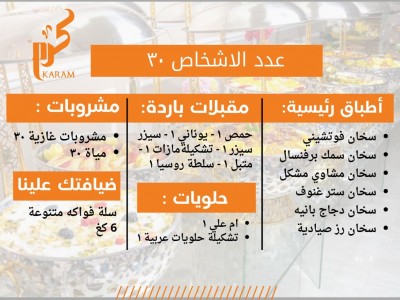 كرم
KARAM
عدد الاشخاص ٣٠
أطباق رئيسية:
سخان فوتشيني
سخان سمك برفنسال
سخان مشاوي مشكل
سخان ستر غنوف
سخان دجاج بانيه
سخان رز صيادية
مقبلات باردة:
حمص ١ - يوناني ١ - سيزر
سيزر ١ - تشكيلة مازات ١ -
متبل ١ - سلطة روسيا ١
حلويات :
ام علي ١
تشكيلة حلويات عربية ١
مشروبات :
مشروبات غازية ٣٠
مياة ٣٠
ضيافتك علينا
سلة فواكه متنوعة
6 كغ